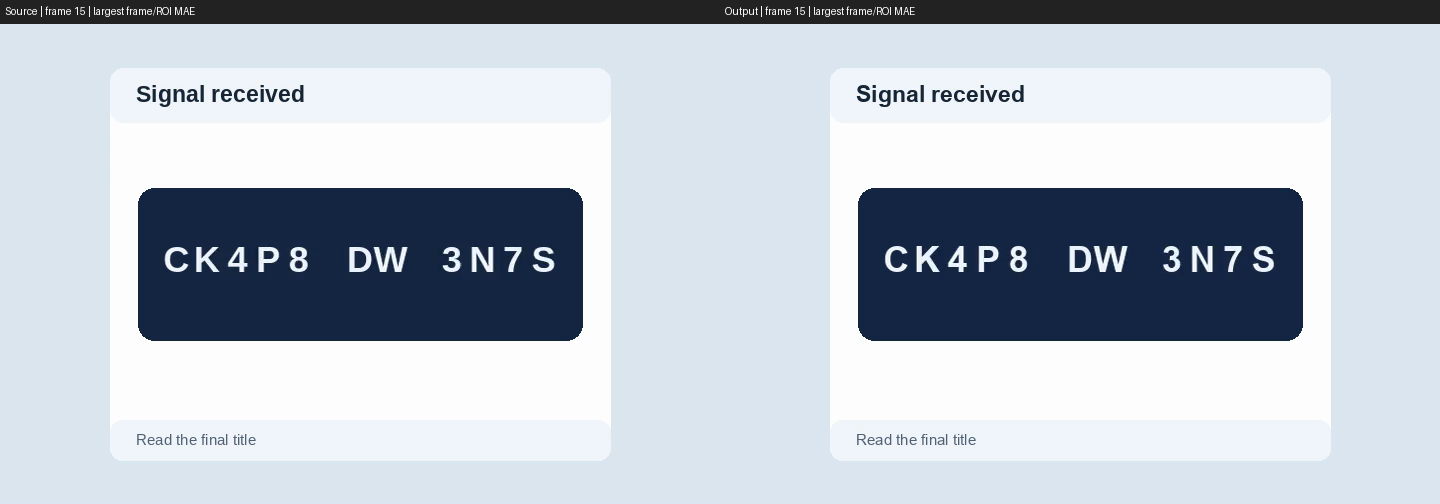 Source | frame 15 | largest frame/ROI MAE
Signal received
CK4P8 DW 3N7S
Read the final title
Output | frame 15 | largest frame/ROI MAE
Signal received
CK4P8 DW 3N7S
Read the final title